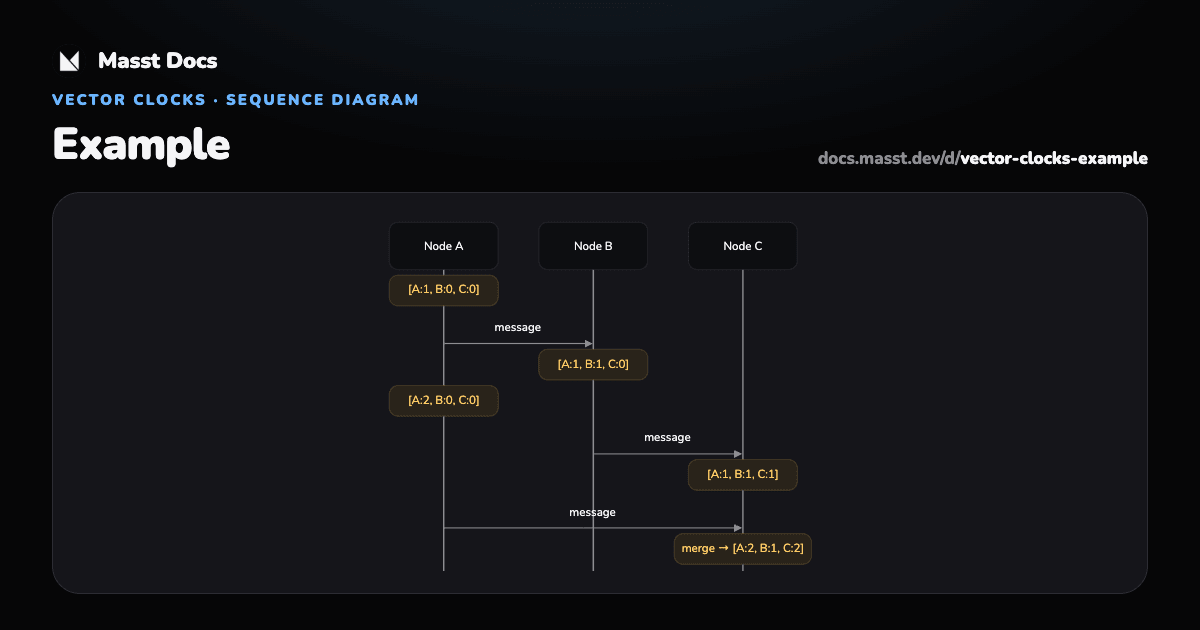 Masst Docs
VECTOR CLOCKS · SEQUENCE DIAGRAM
Example
docs.masst.dev/d/vector-clocks-example
Node A
Node B
Node C
[A:1, B:0, C:0]
message
[A:1, B:1, C:0]
[A:2, B:0, C:0]
message
[A:1, B:1, C:1]
message
merge → [A:2, B:1, C:2]